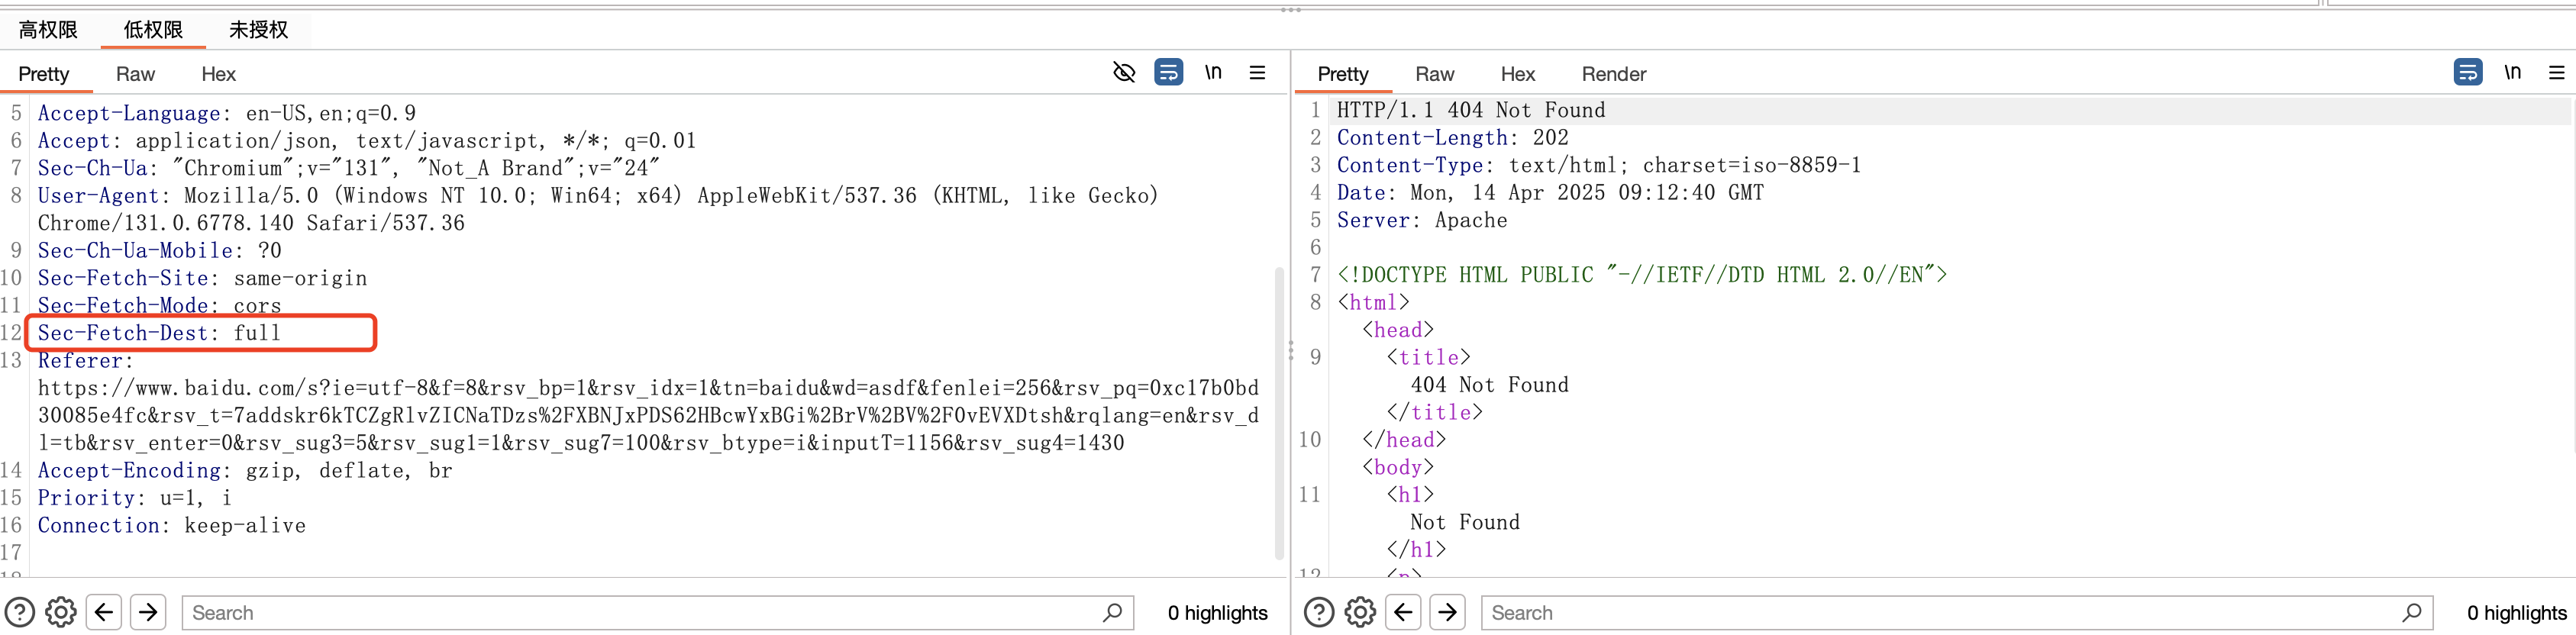 高权限 低权限 未授权
Pretty Raw Hex \n
5 Accept-Language: en-US,en;q=0.9
6 Accept: application/json, text/javascript, */*; q=0.01
7 Sec-Ch-Ua: "Chromium";v="131", "Not_A Brand";v="24"
8 User-Agent: Mozilla/5.0 (Windows NT 10.0; Win64; x64) AppleWebKit/537.36 (KHTML, like Gecko)
Chrome/131.0.6778.140 Safari/537.36
9 Sec-Ch-Ua-Mobile: ?0
10 Sec-Fetch-Site: same-origin
11 Sec-Fetch-Mode: cors
12 Sec-Fetch-Dest: full
13 Referer:
https://www.baidu.com/s?ie=utf-8&f=8&rsv_bp=1&rsv_idx=1&tn=baidu&wd=asdf&fenlei=256&rsv_pq=0xc17b0bd
30085e4fc&rsv_t=7addskr6kTCZgRlvZICNaTDzs%2FXBNJxPDS62HBcwYxBGi%2BrV%2BV%2F0vEVXDtsh&rqlang=en&rsv_d
l=tb&rsv_enter=0&rsv_sug3=5&rsv_sug1=1&rsv_sug7=100&rsv_btype=i&inputT=1156&rsv_sug4=1430
14 Accept-Encoding: gzip, deflate, br
15 Priority: u=1, i
16 Connection: keep-alive
17
Search 0 highlights
Pretty Raw Hex Render \n
1 HTTP/1.1 404 Not Found
2 Content-Length: 202
3 Content-Type: text/html; charset=iso-8859-1
4 Date: Mon, 14 Apr 2025 09:12:40 GMT
5 Server: Apache
6
7 <!DOCTYPE HTML PUBLIC "-//IETF//DTD HTML 2.0//EN">
8 <html>
<head>
9 <title>
404 Not Found
</title>
10 </head>
<body>
11 <h1>
Not Found
</h1>
12 <p>
Search 0 highlights